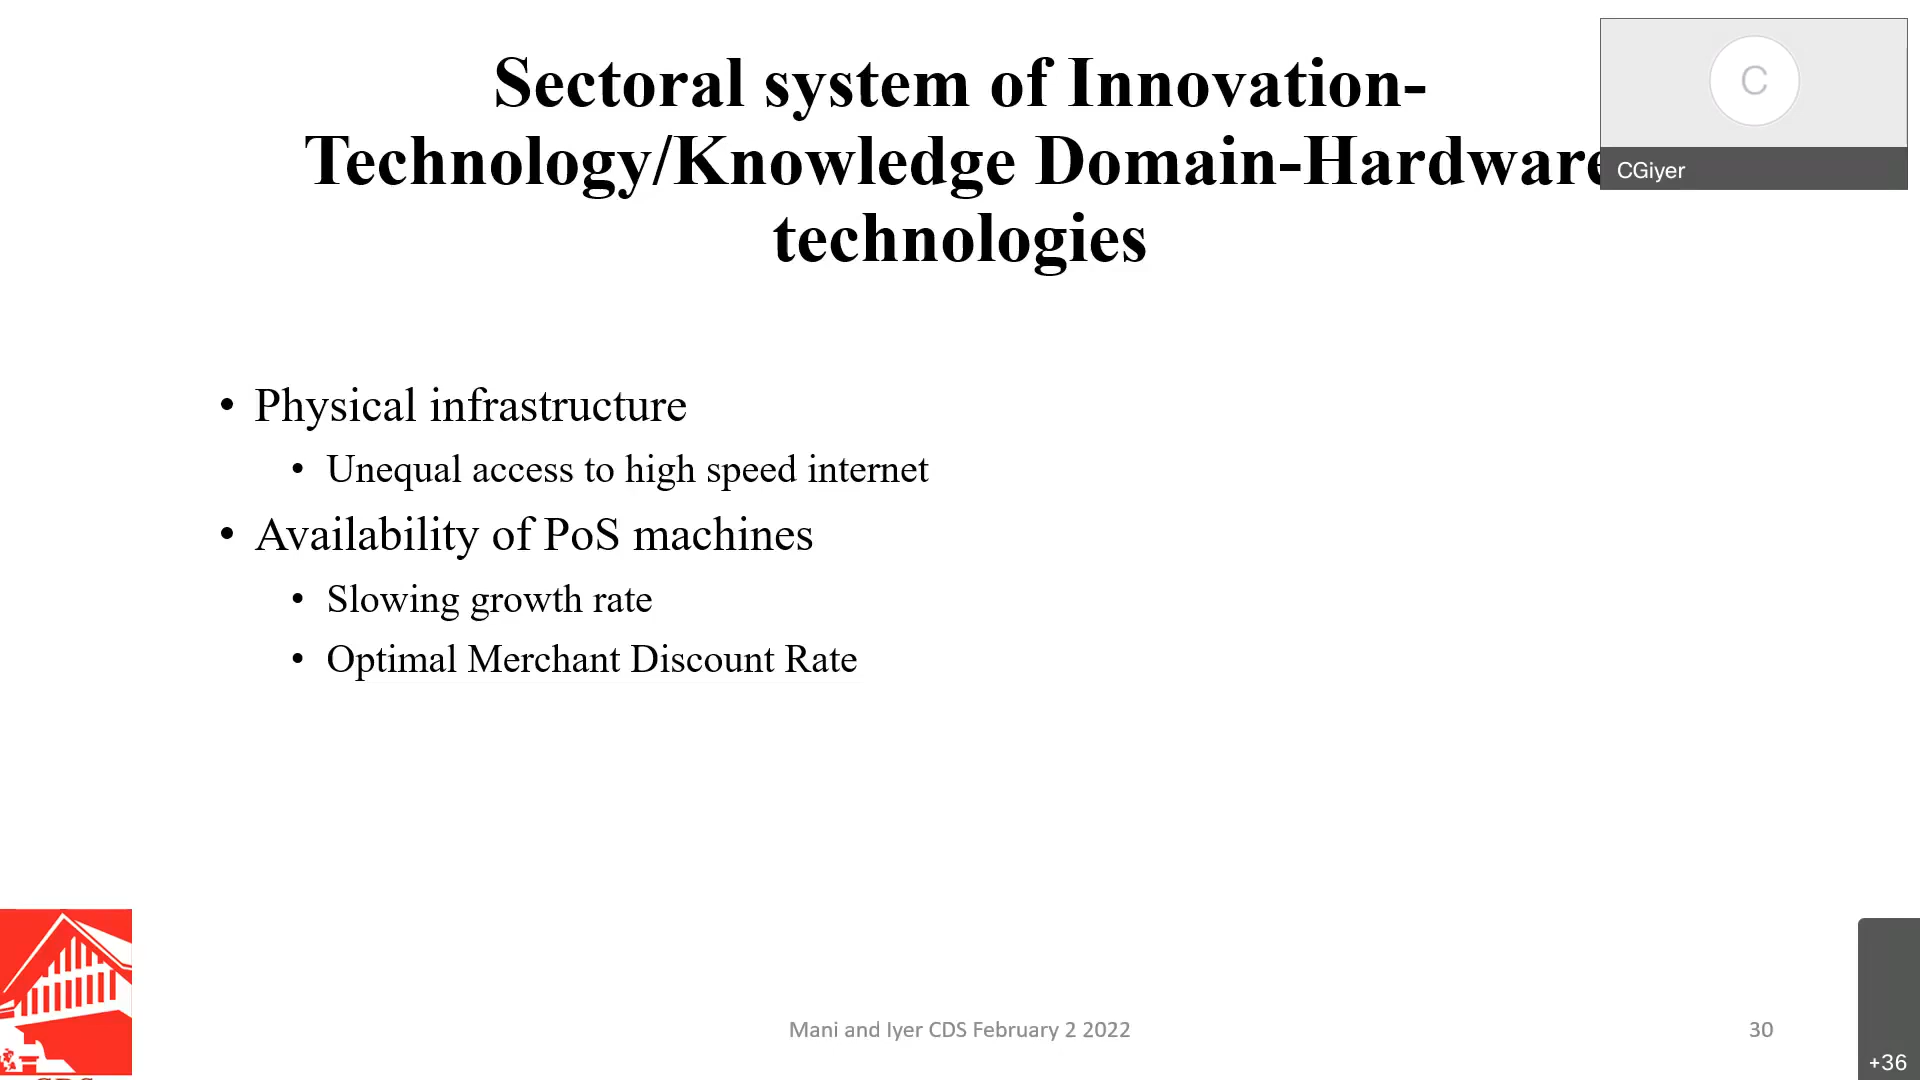 Sectoral system of Innovation-
Technology/Knowledge Domain-Hardware
technologies
C
CGiyer
• Physical infrastructure
• Unequal access to high speed internet
• Availability of PoS machines
• Slowing growth rate
• Optimal Merchant Discount Rate
Mani and Iyer CDS February 2 2022
30
+36